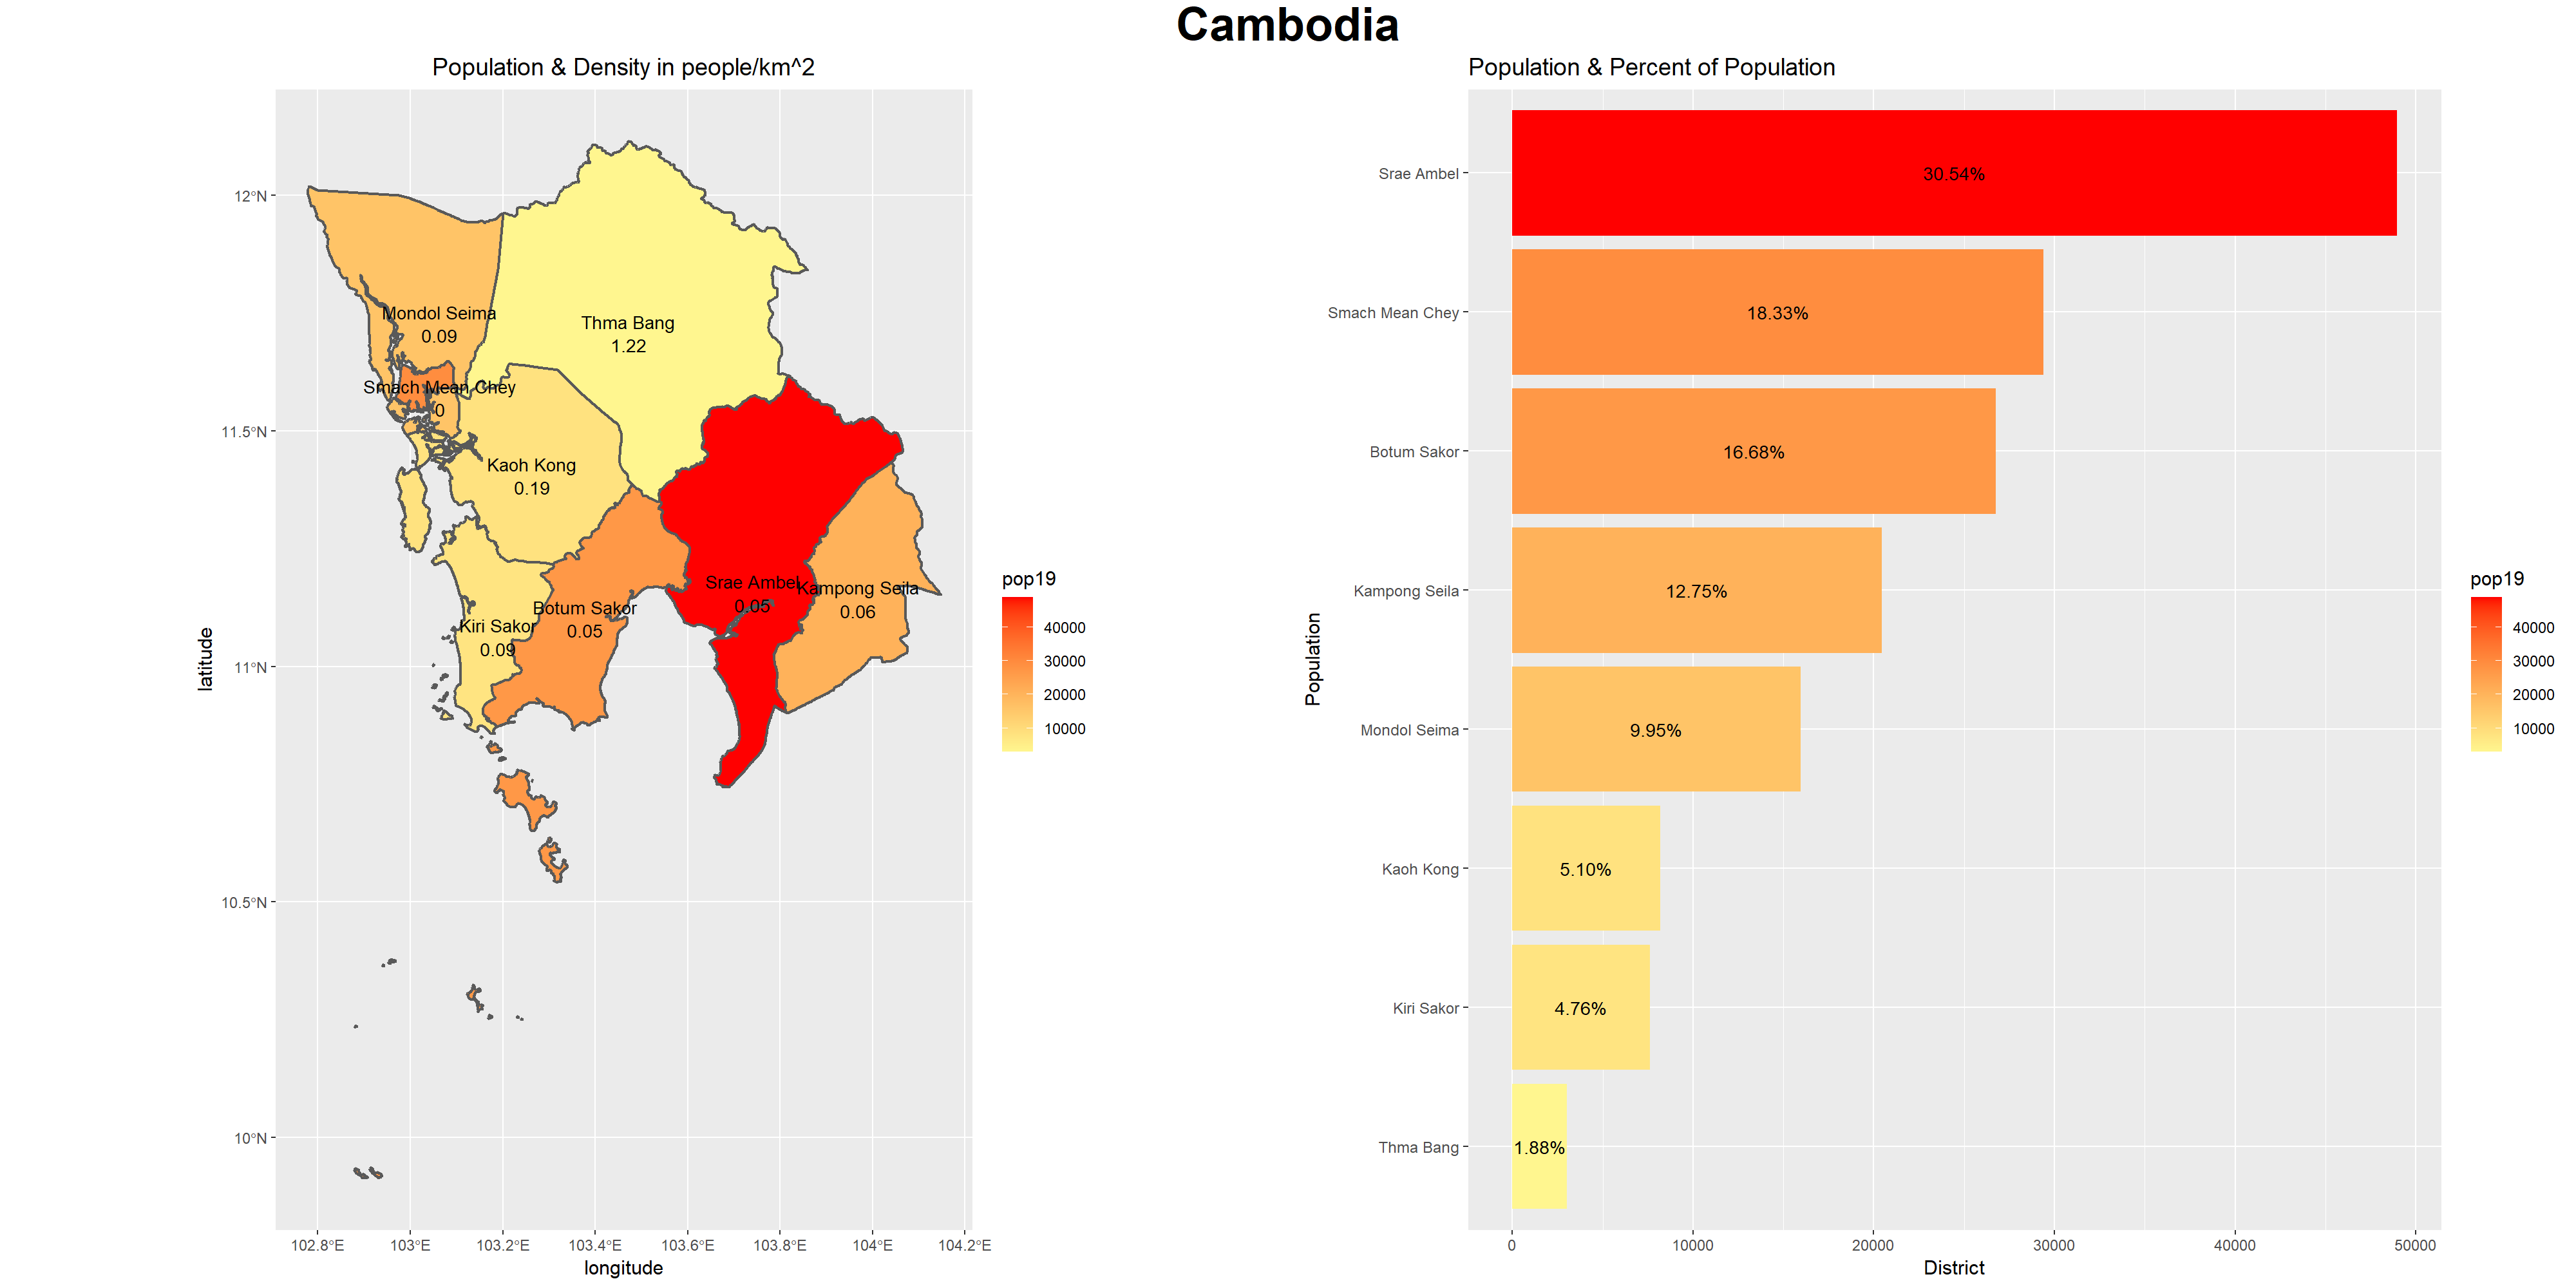 Cambodia
Population & Density in people/km^2
12°N
11.5°N
11°N
10.5°N
10°N
latitude
Mondol Seima
0.09
Thma Bang
1.22
Smach Mean Chey
0
Kaoh Kong
0.19
Srae Ambel
0.05
Kampong Seila
0.06
Botum Sakor
0.05
Kiri Sakor
0.09
102.8°E
103°E
103.2°E
103.4°E
103.6°E
103.8°E
104°E
104.2°E
longitude
pop19
40000
30000
20000
10000
Population & Percent of Population
Population
Srae Ambel
30.54%
Smach Mean Chey
18.33%
Botum Sakor
16.68%
Kampong Seila
12.75%
Mondol Seima
9.95%
Kaoh Kong
5.10%
Kiri Sakor
4.76%
Thma Bang
1.88%
0
10000
20000
30000
40000
50000
District
pop19
40000
30000
20000
10000